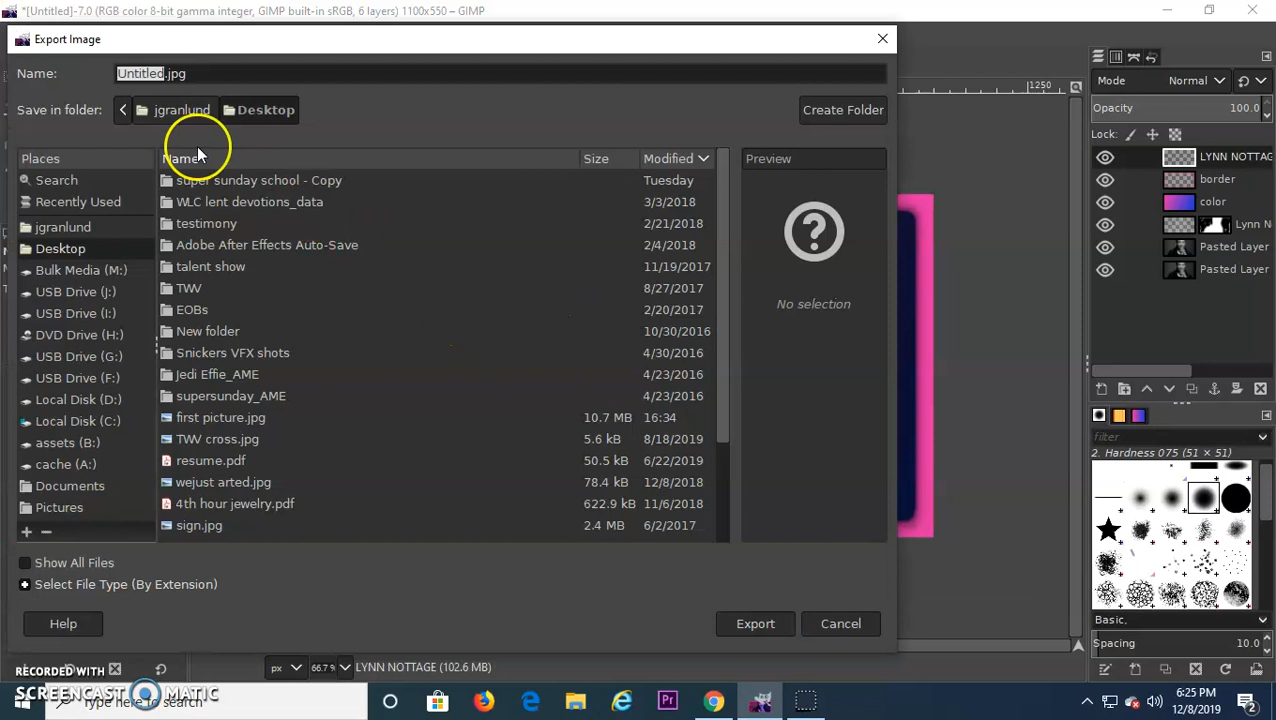 *[Untitled]-7.0 (RGB color 8-bit gamma integer, GIMP built-in sRGB, 6 layers) 1100x550 – GIMP
Export Image
Name: Untitled.jpg
Save in folder: jgranlund Desktop Create Folder
Places Name Size Modified Preview
Search super sunday school - Copy Tuesday
Recently Used WLC lent devotions_data 3/3/2018
jgranlund testimony 2/21/2018
Desktop Adobe After Effects Auto-Save 2/4/2018
Bulk Media (M:) talent show 11/19/2017
USB Drive (J:) TWV 8/27/2017
USB Drive (I:) EOBs 2/20/2017
No selection
DVD Drive (H:) New folder 10/30/2016
USB Drive (G:) Snickers VFX shots 4/30/2016
USB Drive (F:) Jedi Effie_AME 4/23/2016
Local Disk (D:) supersunday_AME 4/23/2016
Local Disk (C:) first picture.jpg 10.7 MB 16:34
assets (B:) TWV cross.jpg 5.6 kB 8/18/2019
cache (A:) resume.pdf 50.5 kB 6/22/2019
Documents wejust arted.jpg 78.4 kB 12/8/2018
Pictures 4th hour jewelry.pdf 622.9 kB 11/6/2018
sign.jpg 2.4 MB 6/2/2017
Show All Files
Select File Type (By Extension)
Help Export Cancel
1250
Mode Normal
Opacity 100.0
Lock:
LYNN NOTTAG
border
color
Lynn N
Pasted Layer
Pasted Layer
filter
2. Hardness 075 (51 × 51)
Basic,
Spacing 10.0
px 66.7 % LYNN NOTTAGE (102.6 MB)
RECORDED WITH
SCREENCAST MATIC
Type here to search
Pr
6:25 PM
12/8/2019
2